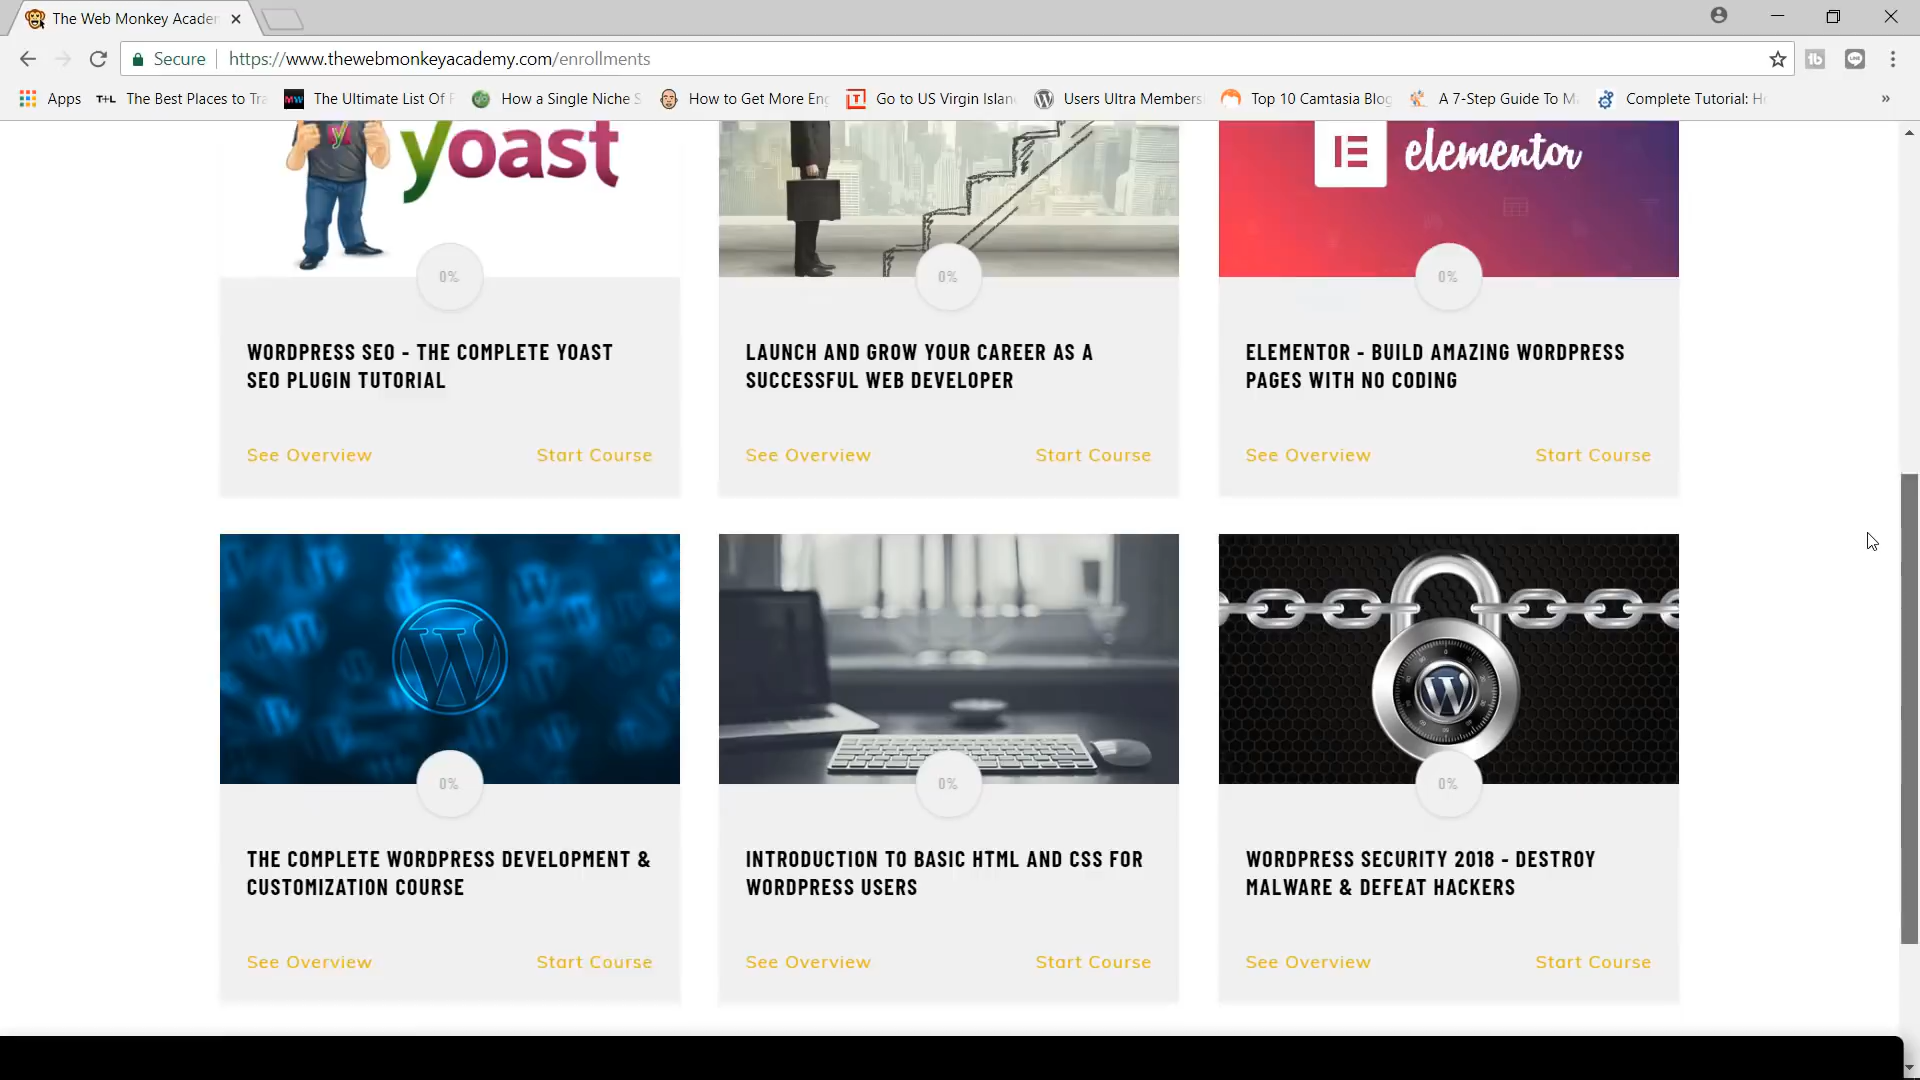 The Web Monkey Acader
Secure https://www.thewebmonkeyacademy.com/enrollments
Apps T+L The Best Places to Tra MW The Ultimate List Of F How a Single Niche S How to Get More Eng Go to US Virgin Islan Users Ultra Members Top 10 Camtasia Blog A 7-Step Guide To M Complete Tutorial: H »
yoast
elementor
0% 0% 0%
WORDPRESS SEO - THE COMPLETE YOAST
SEO PLUGIN TUTORIAL
See Overview Start Course
LAUNCH AND GROW YOUR CAREER AS A
SUCCESSFUL WEB DEVELOPER
See Overview Start Course
ELEMENTOR - BUILD AMAZING WORDPRESS
PAGES WITH NO CODING
See Overview Start Course
0% 0% 0%
THE COMPLETE WORDPRESS DEVELOPMENT &
CUSTOMIZATION COURSE
See Overview Start Course
INTRODUCTION TO BASIC HTML AND CSS FOR
WORDPRESS USERS
See Overview Start Course
WORDPRESS SECURITY 2018 - DESTROY
MALWARE & DEFEAT HACKERS
See Overview Start Course